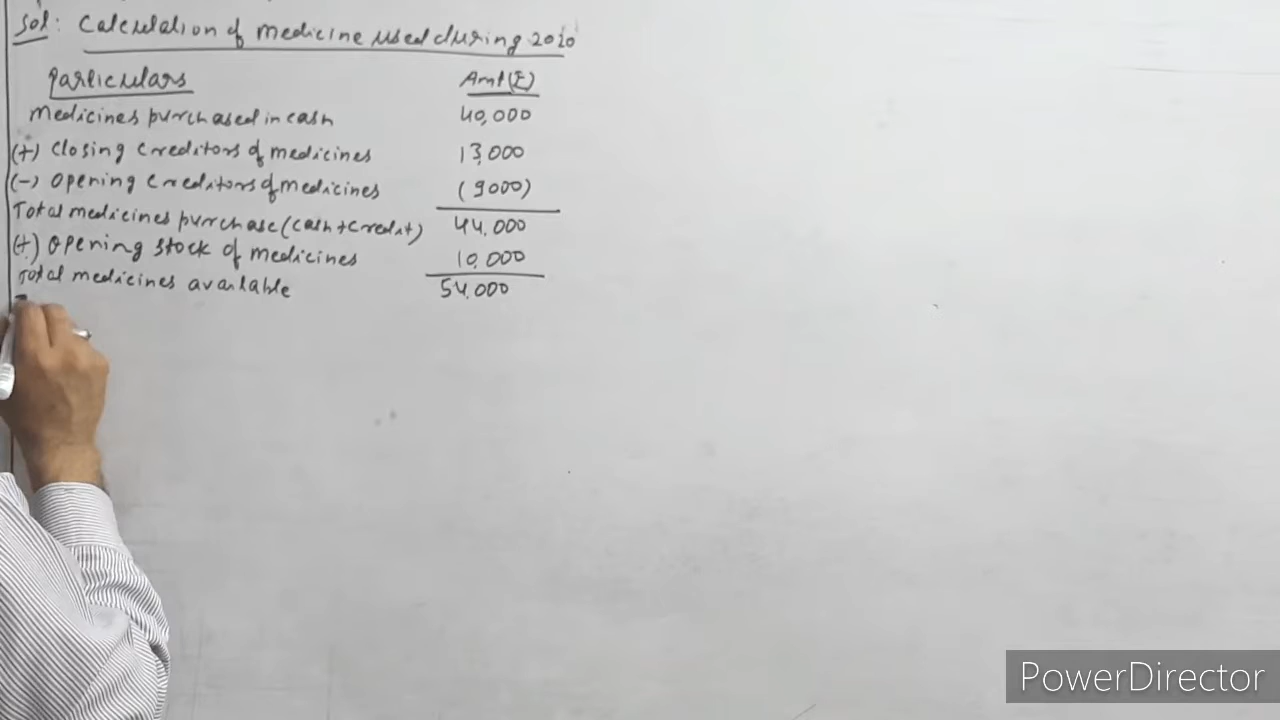 Sol: Calculation of medicine used during 2020
Particulars Amt(₹)
Medicines purchased in cash 40,000
(+) Closing creditors of medicines 13,000
(-) Opening creditors of medicines (9000)
Total medicines purchase (cash+credit) 44,000
(+) Opening stock of medicines 10,000
Total medicines available 54,000
PowerDirector